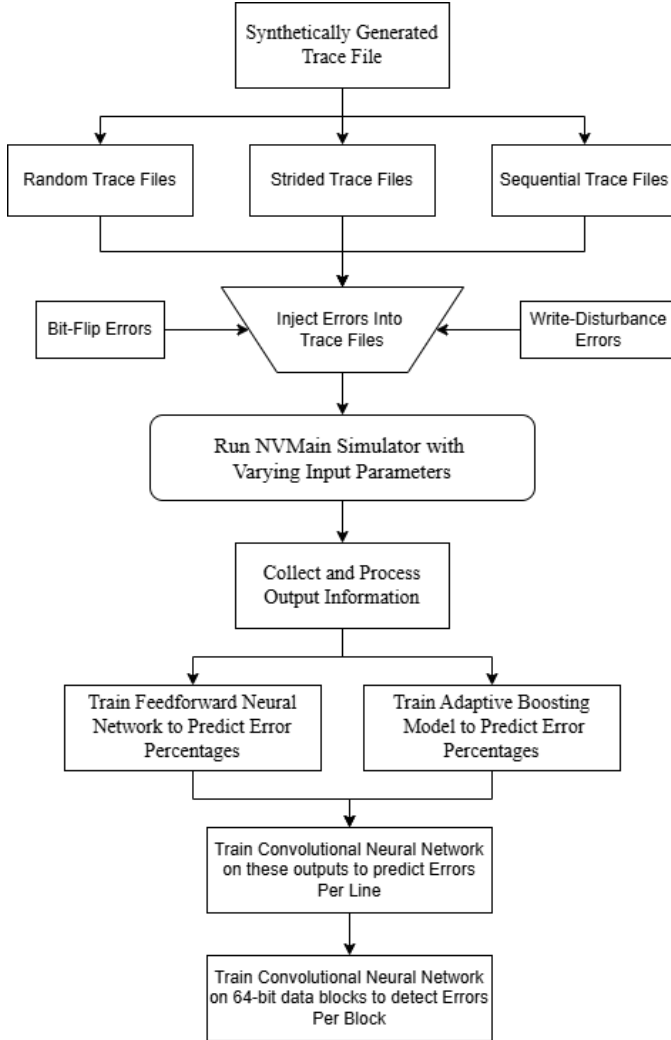 Synthetically Generated
Trace File
Random Trace Files
Strided Trace Files
Sequential Trace Files
Bit-Flip Errors
Inject Errors Into
Trace Files
Write-Disturbance
Errors
Run NVMain Simulator with
Varying Input Parameters
Collect and Process
Output Information
Train Feedforward Neural
Network to Predict Error
Percentages
Train Adaptive Boosting
Model to Predict Error
Percentages
Train Convolutional Neural Network
on these outputs to predict Errors
Per Line
Train Convolutional Neural Network
on 64-bit data blocks to detect Errors
Per Block